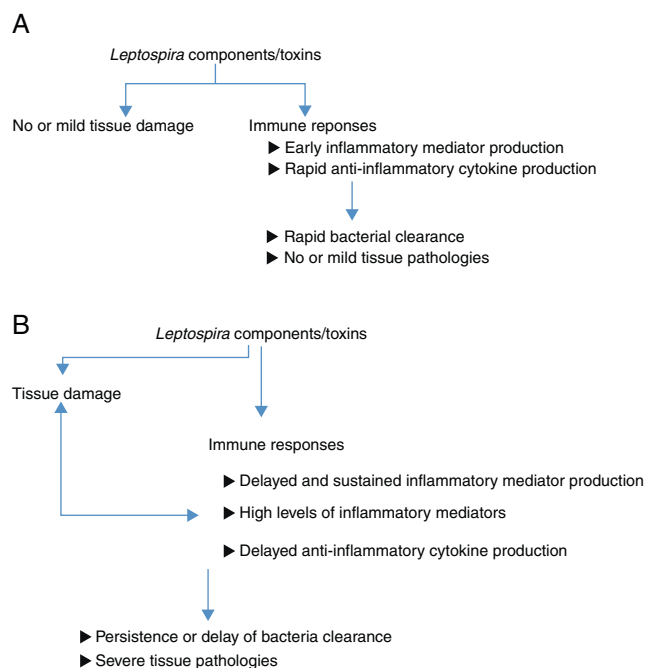 A
Leptospira components/toxins
No or mild tissue damage
Immune reponses
▶ Early inflammatory mediator production
▶ Rapid anti-inflammatory cytokine production
▶ Rapid bacterial clearance
▶ No or mild tissue pathologies
B
Leptospira components/toxins
Tissue damage
Immune responses
▶ Delayed and sustained inflammatory mediator production
▶ High levels of inflammatory mediators
▶ Delayed anti-inflammatory cytokine production
▶ Persistence or delay of bacteria clearance
▶ Severe tissue pathologies